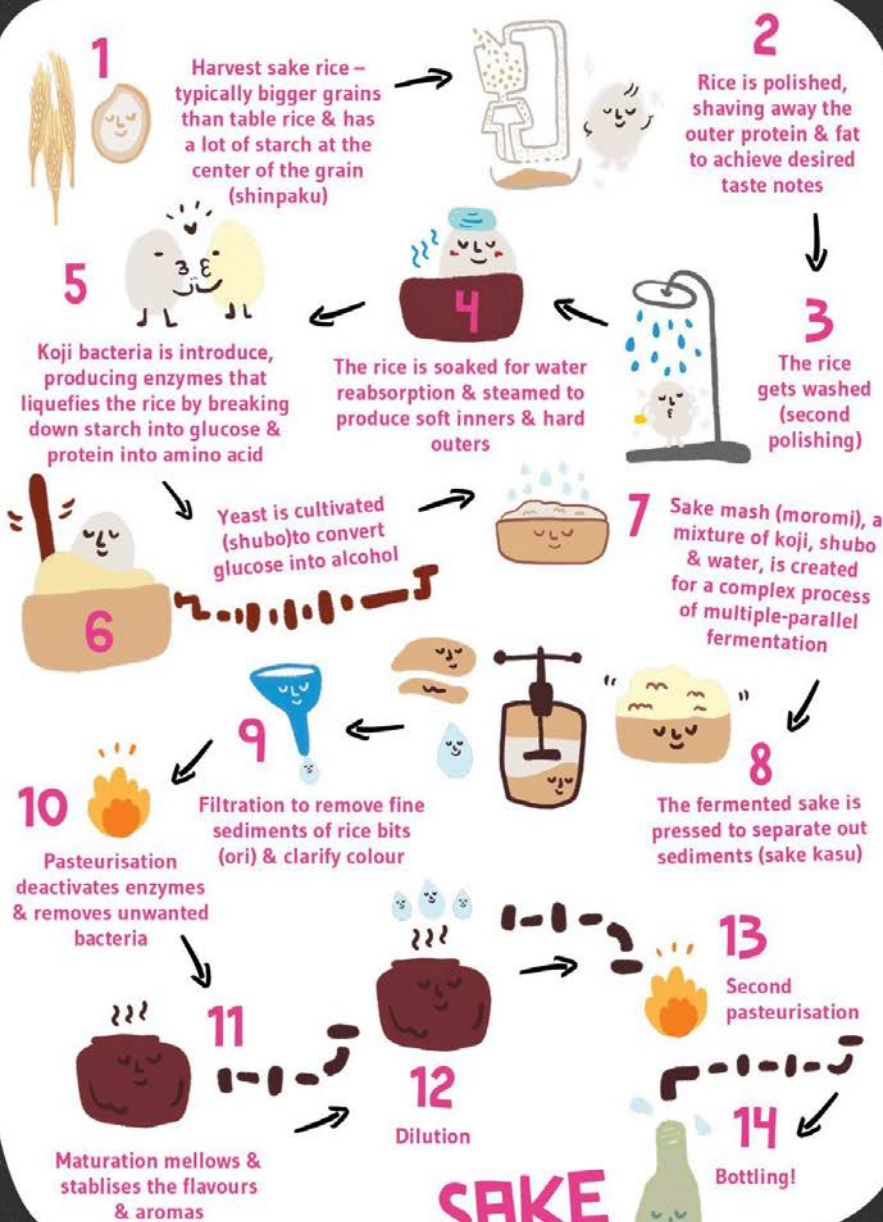 1
Harvest sake rice –
typically bigger grains
than table rice & has
a lot of starch at the
center of the grain
(shinpaku)
2
Rice is polished,
shaving away the
outer protein & fat
to achieve desired
taste notes
3
The rice
gets washed
(second
polishing)
4
The rice is soaked for water
reabsorption & steamed to
produce soft inners & hard
outers
5
Koji bacteria is introduce,
producing enzymes that
liquefies the rice by breaking
down starch into glucose &
protein into amino acid
6
Yeast is cultivated
(shubo)to convert
glucose into alcohol
7
Sake mash (moromi), a
mixture of koji, shubo
& water, is created
for a complex process
of multiple-parallel
fermentation
8
The fermented sake is
pressed to separate out
sediments (sake kasu)
9
Filtration to remove fine
sediments of rice bits
(ori) & clarify colour
10
Pasteurisation
deactivates enzymes
& removes unwanted
bacteria
11
Maturation mellows &
stablises the flavours
& aromas
12
Dilution
13
Second
pasteurisation
14
Bottling!
SAKE